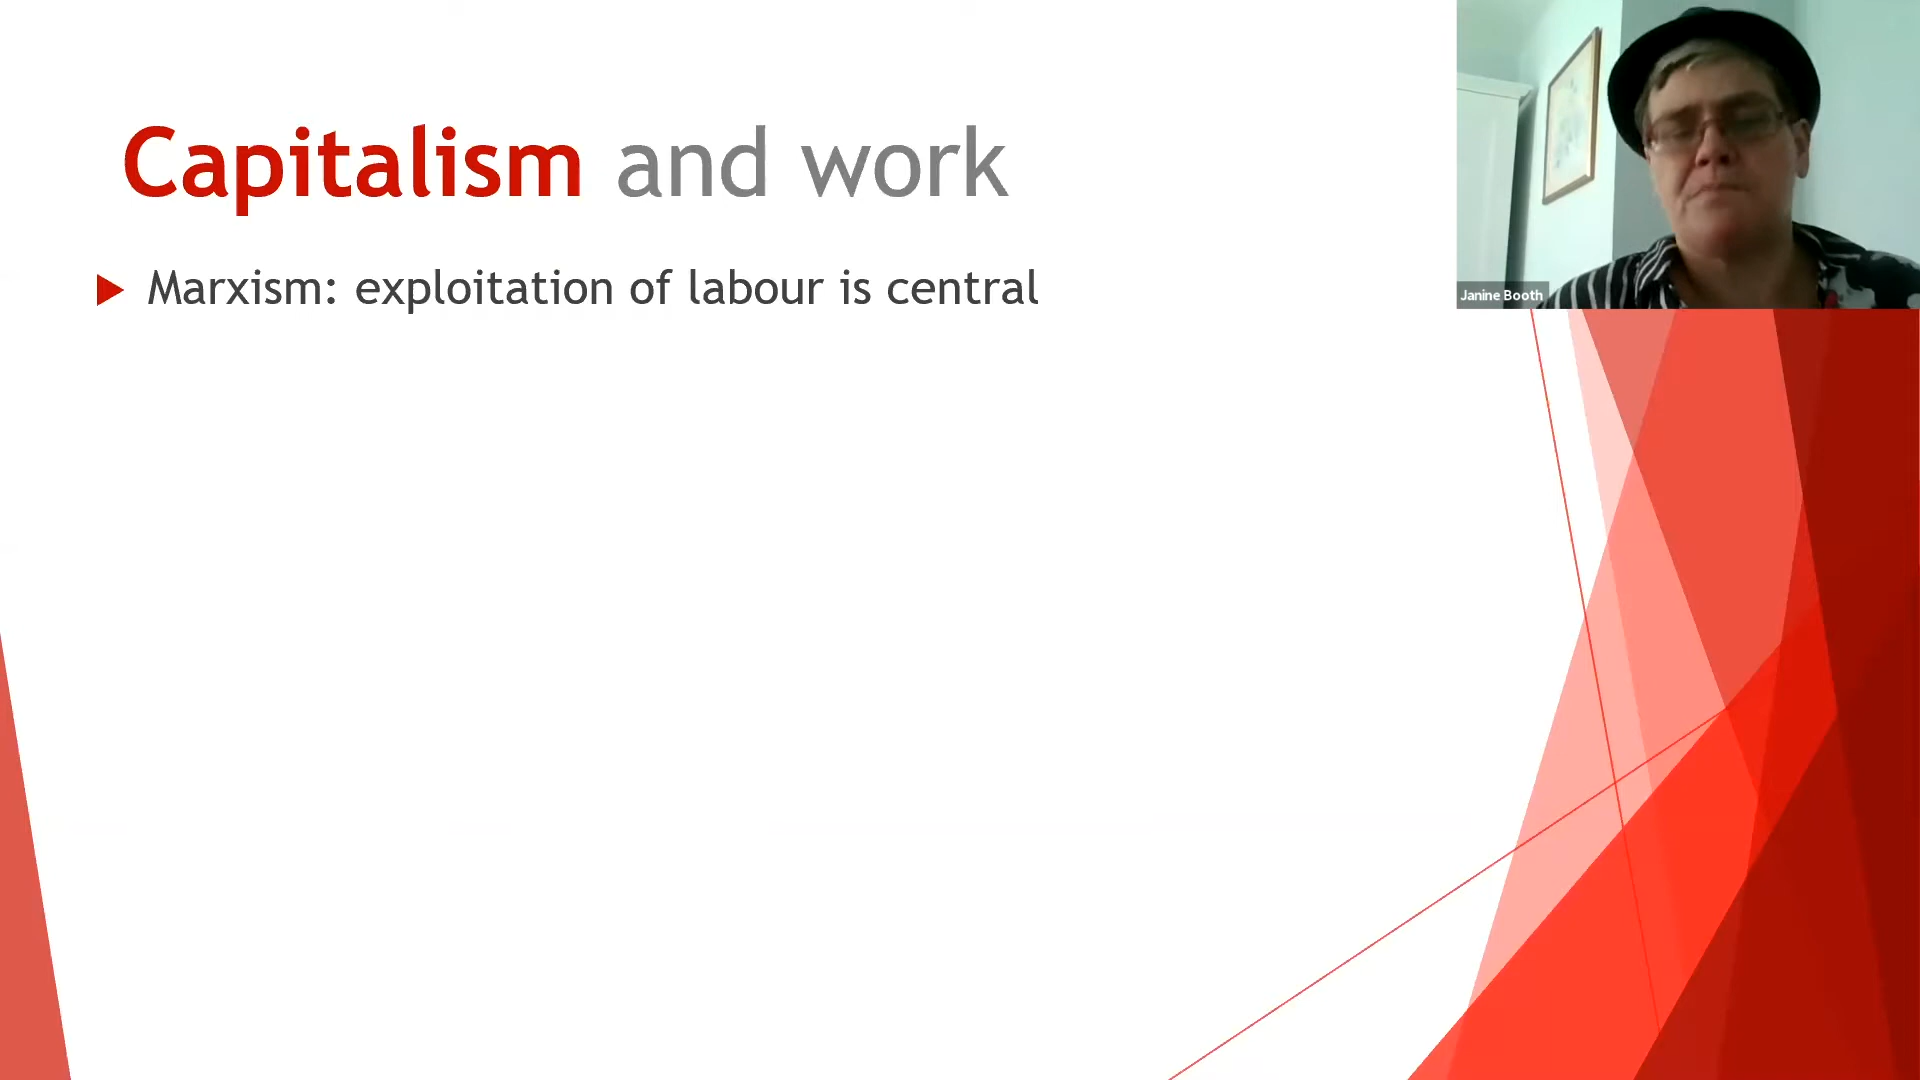 Capitalism and work
Marxism: exploitation of labour is central
Janine Booth